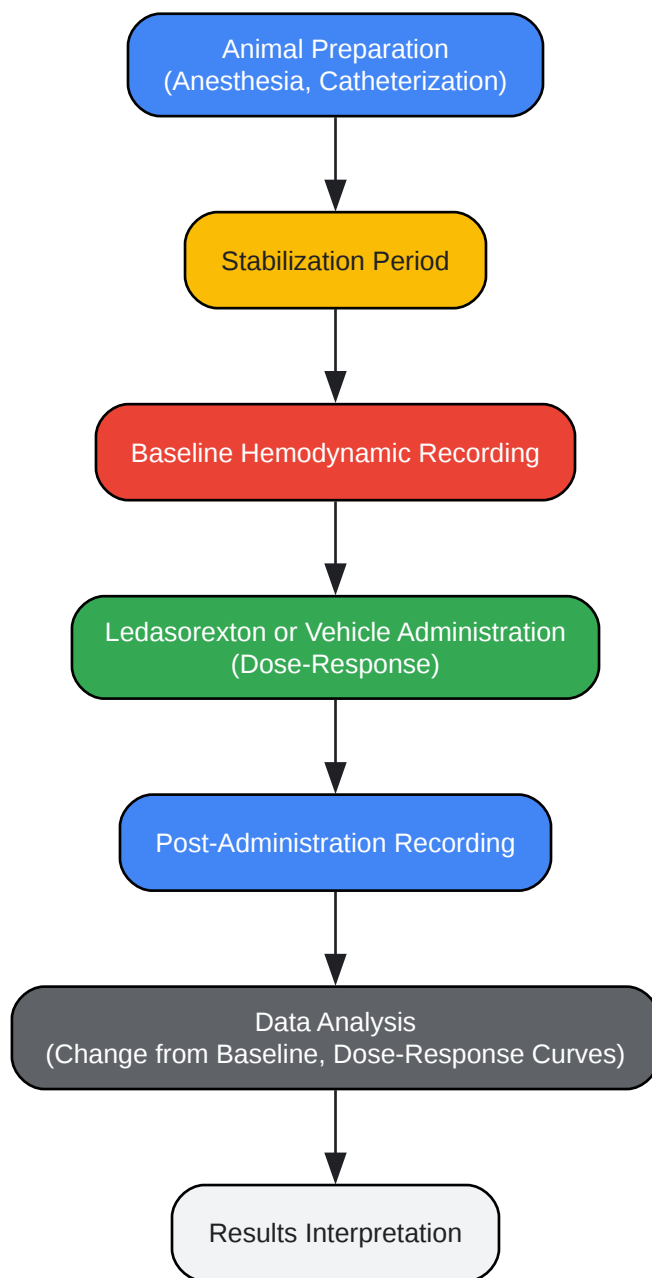 Animal Preparation
(Anesthesia, Catheterization)
Stabilization Period
Baseline Hemodynamic Recording
Ledasorexton or Vehicle Administration
(Dose-Response)
Post-Administration Recording
Data Analysis
(Change from Baseline, Dose-Response Curves)
Results Interpretation